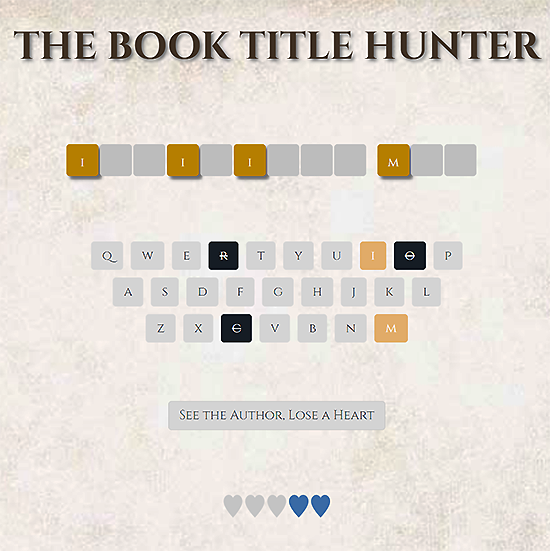 THE BOOK TITLE HUNTER
I I I M
Q W E R T Y U I O P
A S D F G H J K L
Z X C V B N M
See the Author, Lose a Heart